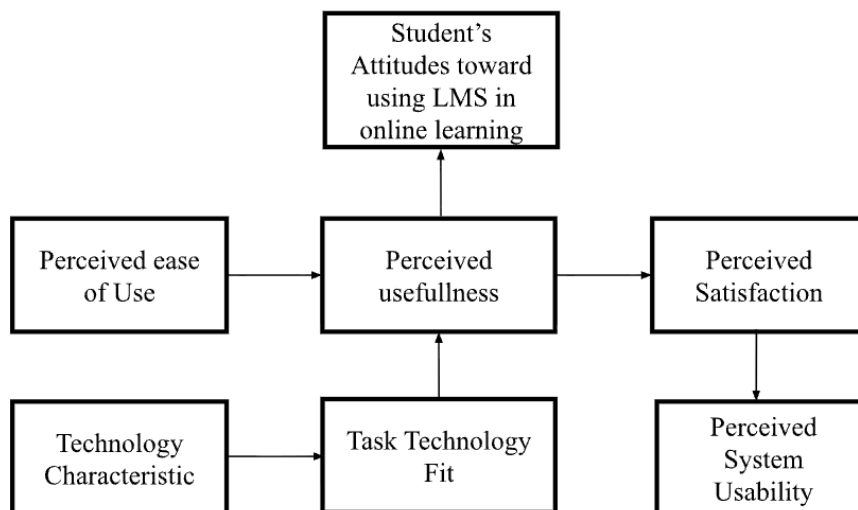 Student’s
Attitudes toward
using LMS in
online learning
Perceived ease
of Use
Perceived
usefullness
Perceived
Satisfaction
Technology
Characteristic
Task Technology
Fit
Perceived
System
Usability